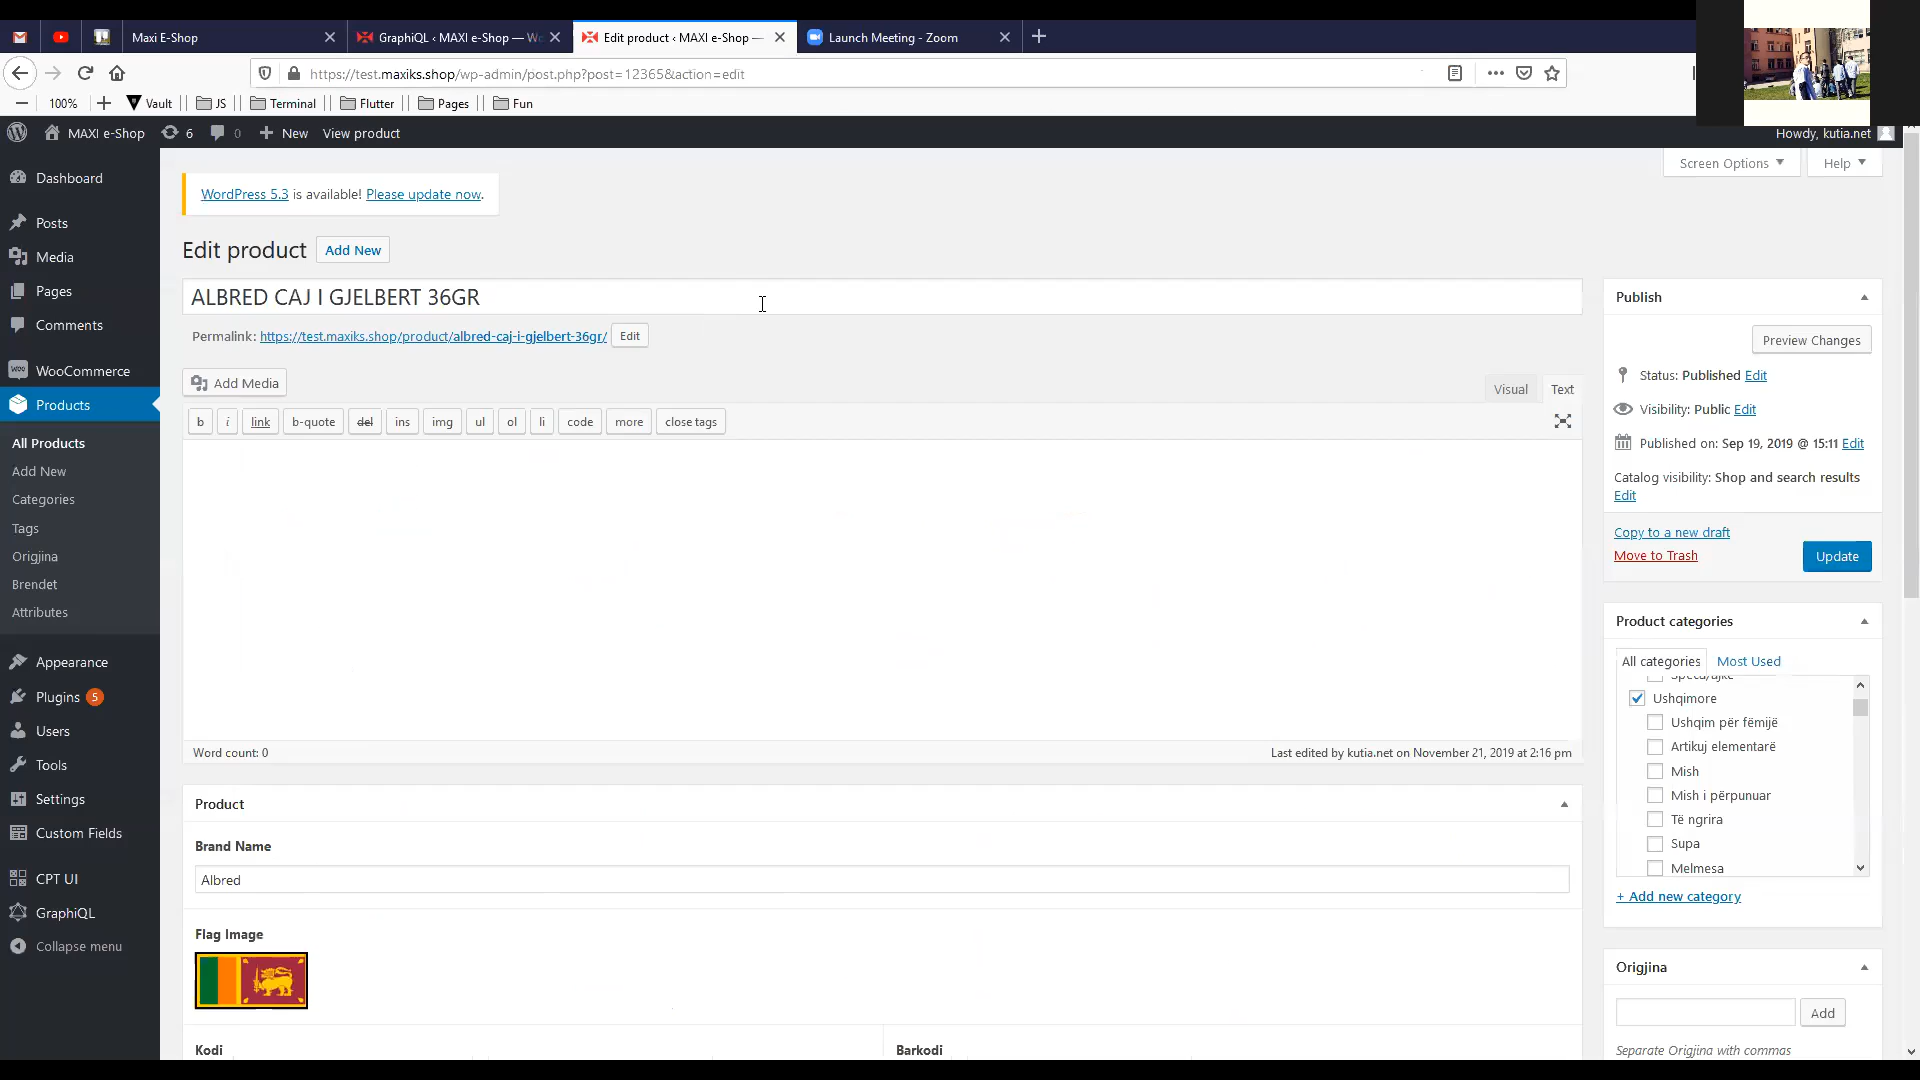 Maxi E-Shop
GraphiQL ‹ MAXI e-Shop — Wo
Edit product ‹ MAXI e-Shop —
Launch Meeting - Zoom
https://test.maxiks.shop/wp-admin/post.php?post=12365&action=edit
100% Vault JS Terminal Flutter Pages Fun
MAXI e-Shop 6 0 New View product Howdy, kutia.net
Screen Options Help
Dashboard
Posts
Media
Pages
Comments
WooCommerce
Products
All Products
Add New
Categories
Tags
Origjina
Brendet
Attributes
Appearance
Plugins 5
Users
Tools
Settings
Custom Fields
CPT UI
GraphiQL
Collapse menu
WordPress 5.3 is available! Please update now.
Edit product Add New
ALBRED CAJ I GJELBERT 36GR
Permalink: https://test.maxiks.shop/product/albred-caj-i-gjelbert-36gr/ Edit
Add Media
Visual Text
b i link b-quote del ins img ul ol li code more close tags
Word count: 0
Last edited by kutia.net on November 21, 2019 at 2:16 pm
Product
Brand Name
Albred
Flag Image
Kodi
Barkodi
Publish
Preview Changes
Status: Published Edit
Visibility: Public Edit
Published on: Sep 19, 2019 @ 15:11 Edit
Catalog visibility: Shop and search results
Edit
Copy to a new draft
Move to Trash
Update
Product categories
All categories Most Used
Ushqimore
Ushqim për fëmijë
Artikuj elementarë
Mish
Mish i përpunuar
Të ngrira
Supa
Melmesa
+ Add new category
Origjina
Add
Separate Origjina with commas